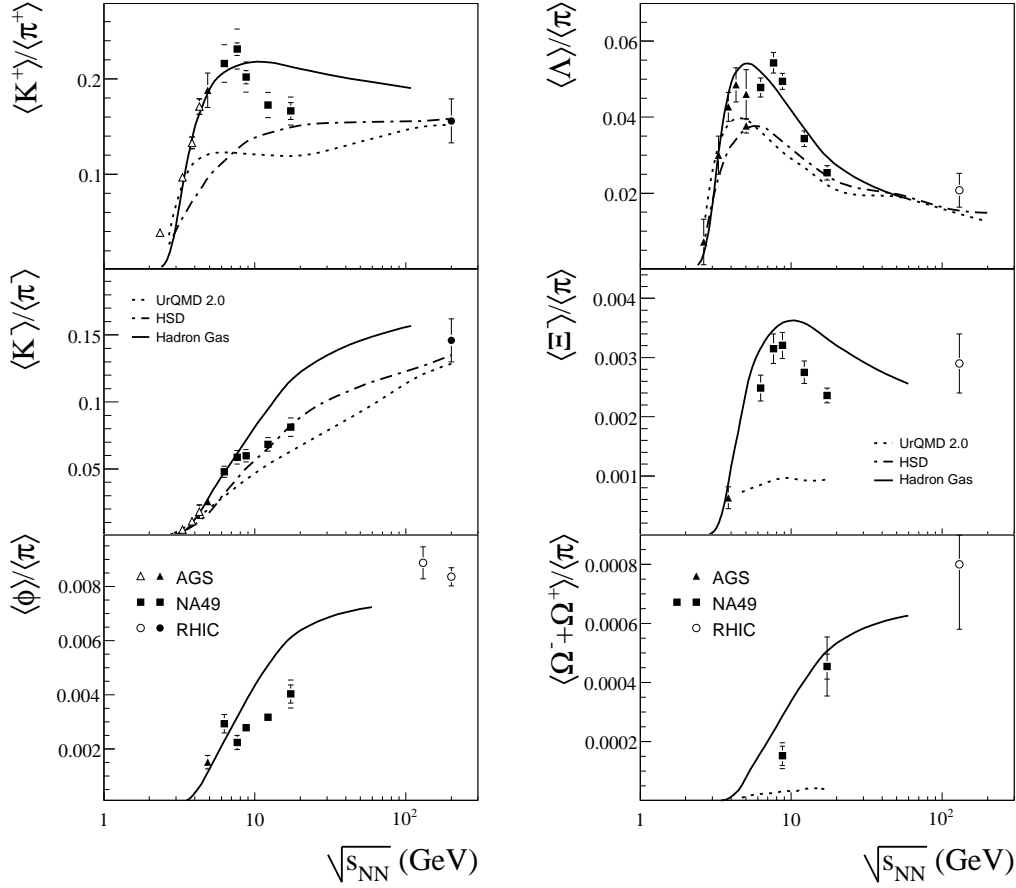 ⟨K⁺⟩/⟨π⁺⟩
0.2
0.1
⟨Λ⟩/⟨π⟩
0.06
0.04
0.02
0
⟨K⁻⟩/⟨π⁻⟩
UrQMD 2.0
HSD
Hadron Gas
0.15
0.1
0.05
⟨Ξ⁻⟩/⟨π⟩
0.004
0.003
0.002
0.001
UrQMD 2.0
HSD
Hadron Gas
⟨ϕ⟩/⟨π⟩
0.008
0.006
0.004
0.002
AGS
NA49
RHIC
1
10
10²
√s_NN (GeV)
⟨Ω⁻+Ω⁺⟩/⟨π⟩
0.0008
0.0006
0.0004
0.0002
AGS
NA49
RHIC
1
10
10²
√s_NN (GeV)